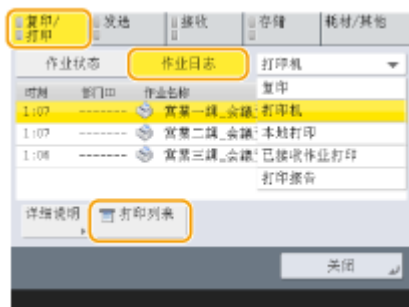 复印/打印
发送
接收
存储
耗材/其他
作业状态
作业日志
打印机
时刻
部门ID
作业名称
复印
1:07 ------- 営業一課_会議
打印机
1:07 ------- 営業二課_会議
本地打印
1:06 ------- 営業三課_会議
已接收作业打印
打印报告
详细说明
打印列表
关闭